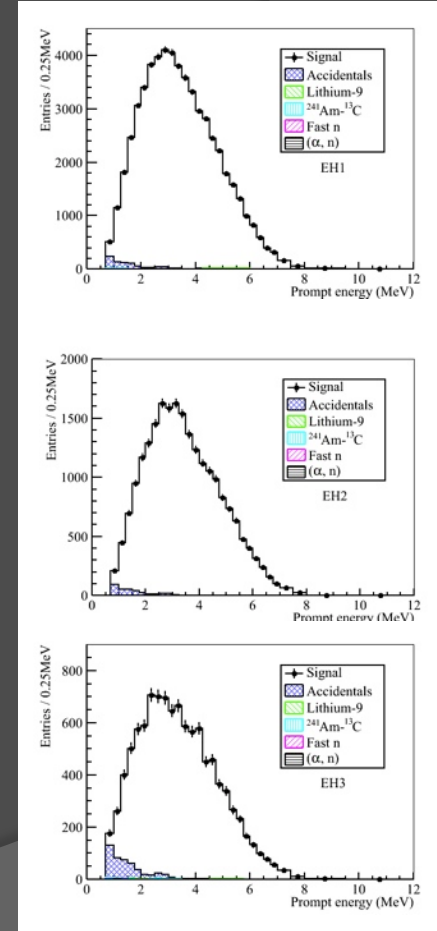 Entries / 0.25MeV
4000
3000
2000
1000
0
0 2 4 6 8 10 12
Prompt energy (MeV)
Signal
Accidentals
Lithium-9
²⁴¹Am-¹³C
Fast n
(α, n)
EH1
Entries / 0.25MeV
2000
1500
1000
500
0
0 2 4 6 8 10 12
Prompt energy (MeV)
Signal
Accidentals
Lithium-9
²⁴¹Am-¹³C
Fast n
(α, n)
EH2
Entries / 0.25MeV
800
600
400
200
0
0 2 4 6 8 10 12
Prompt energy (MeV)
Signal
Accidentals
Lithium-9
²⁴¹Am-¹³C
Fast n
(α, n)
EH3